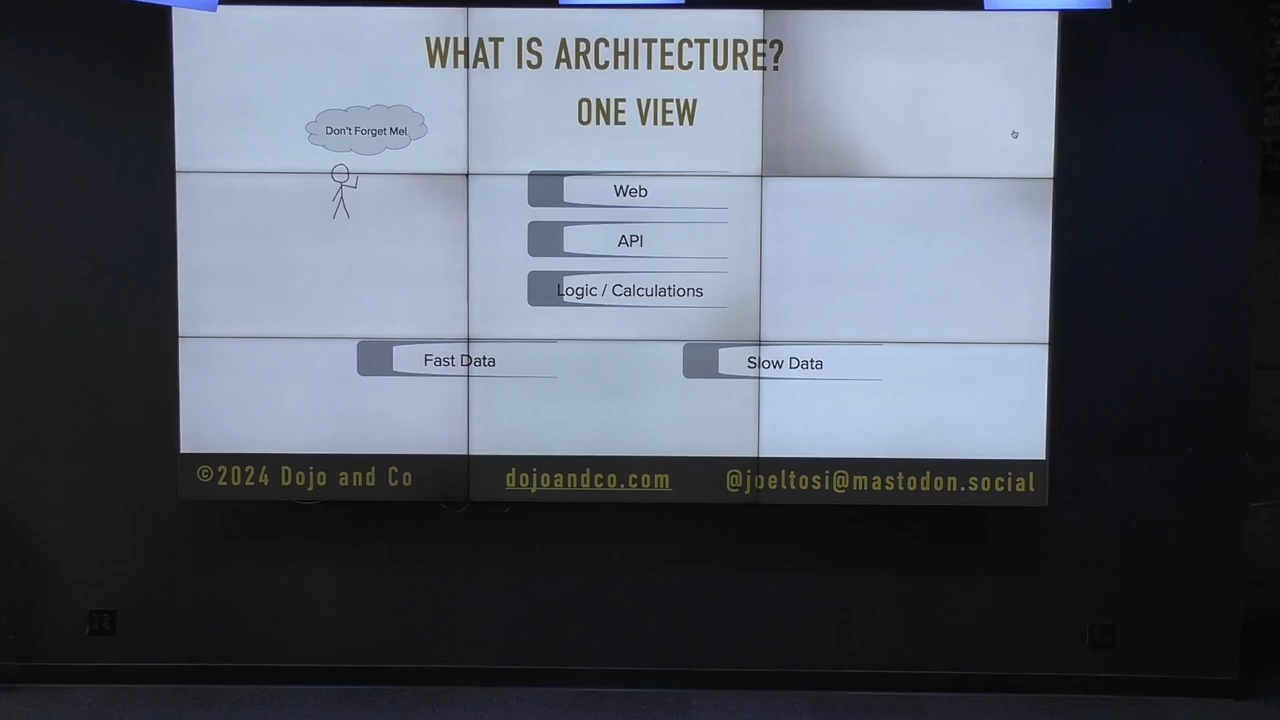 WHAT IS ARCHITECTURE?
ONE VIEW
Don't Forget Me!
Web
API
Logic / Calculations
Fast Data
Slow Data
©2024 Dojo and Co
dojoandco.com
@joeltosi@mastodon.social